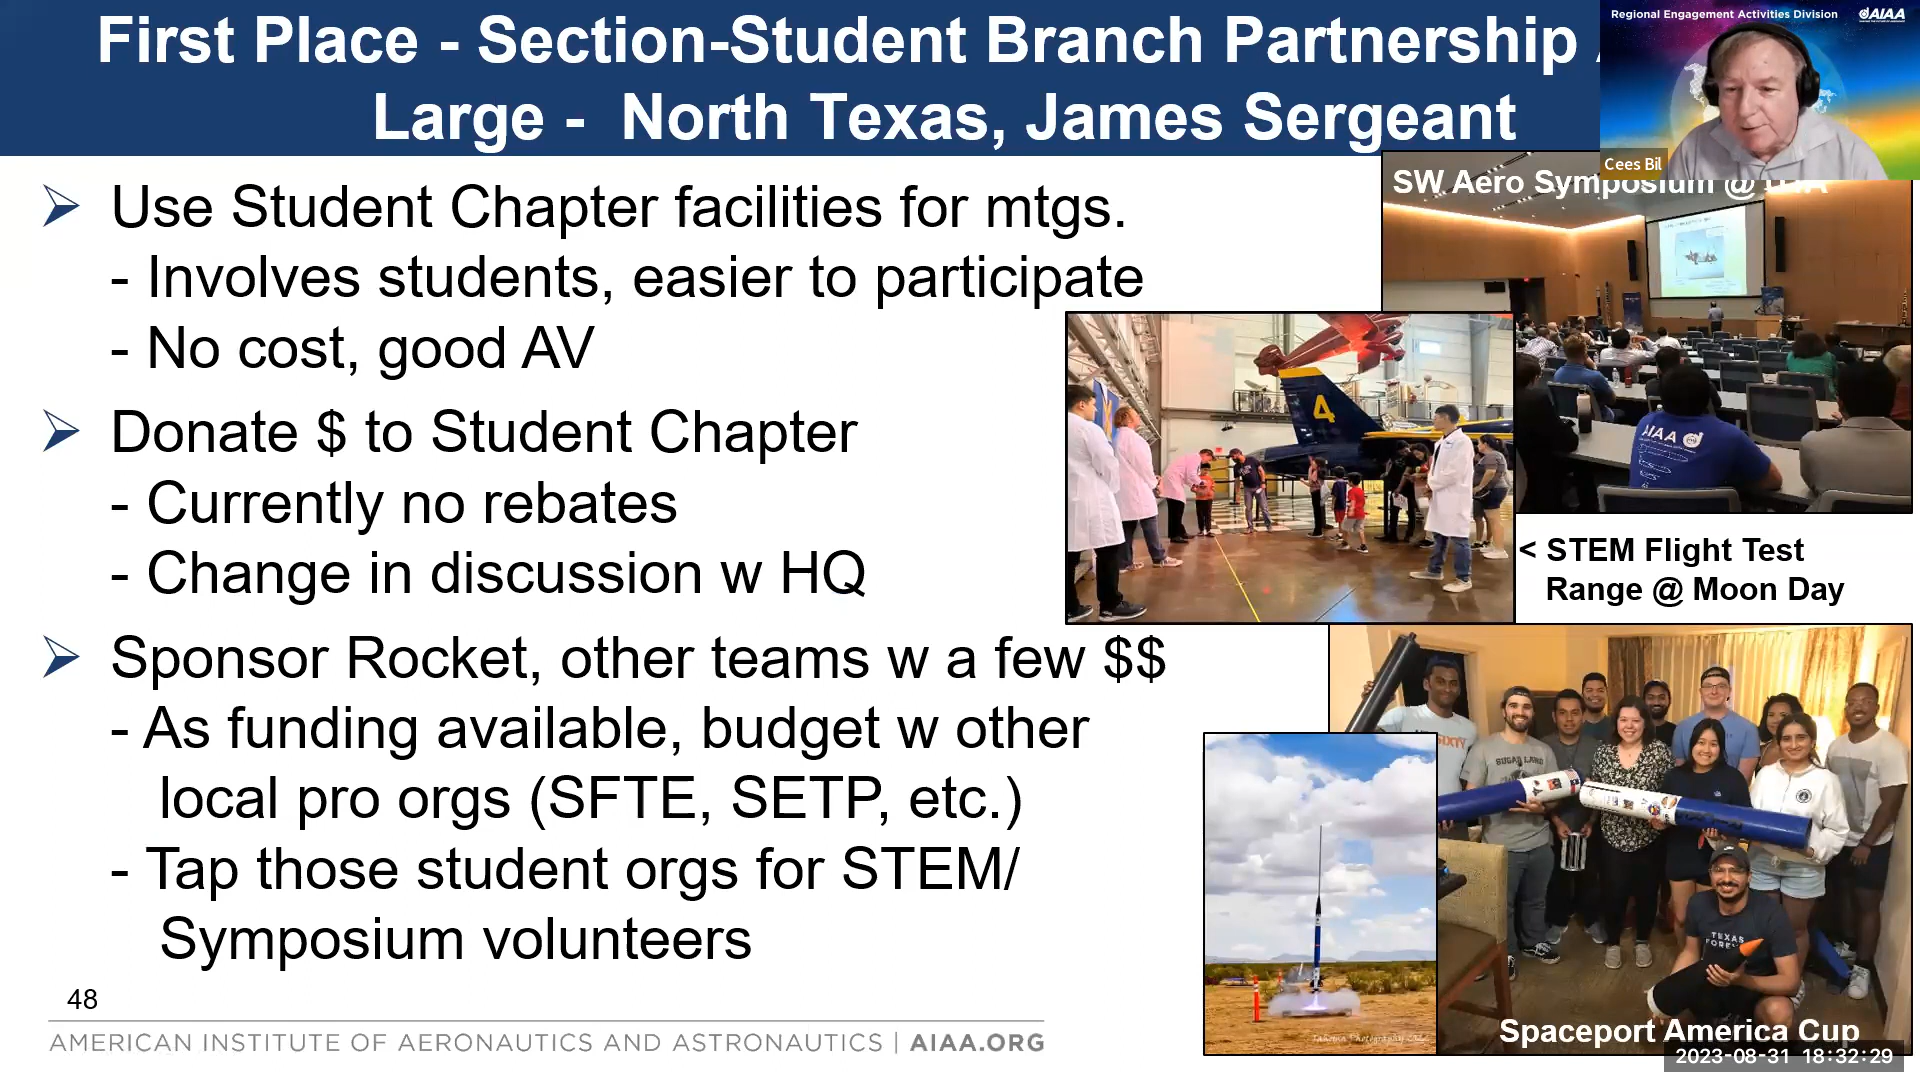 First Place - Section-Student Branch Partnership
Large - North Texas, James Sergeant
Regional Engagement Activities Division
AIAA
Cees Bil
SW Aero Symposium @
Use Student Chapter facilities for mtgs.
- Involves students, easier to participate
- No cost, good AV
Donate $ to Student Chapter
- Currently no rebates
- Change in discussion w HQ
Sponsor Rocket, other teams w a few $$
- As funding available, budget w other
local pro orgs (SFTE, SETP, etc.)
- Tap those student orgs for STEM/
Symposium volunteers
4
AIAA
< STEM Flight Test
Range @ Moon Day
SUGAR LAND
TEXAS
Spaceport America Cup
2023-08-31 18:32:29
48
AMERICAN INSTITUTE OF AERONAUTICS AND ASTRONAUTICS | AIAA.ORG